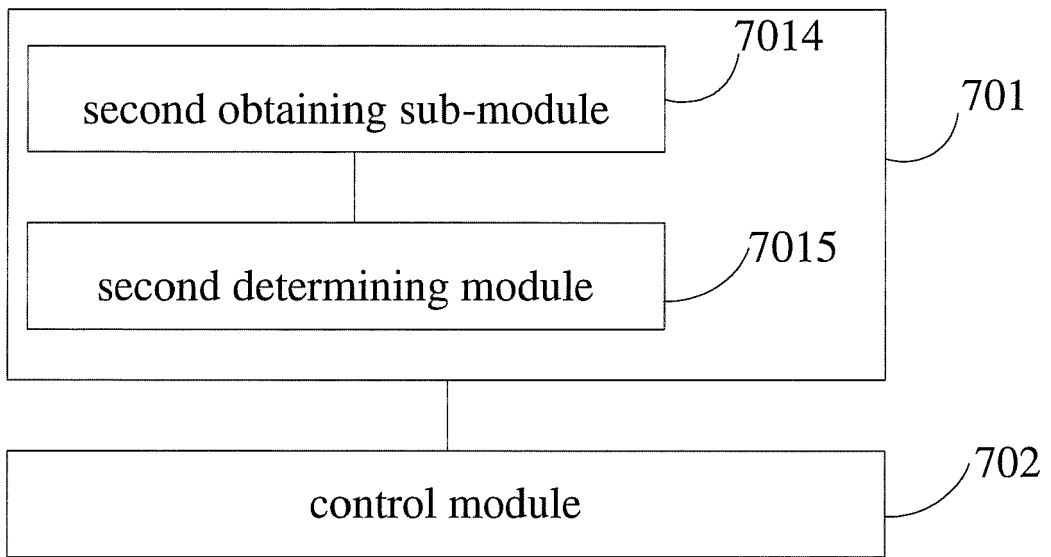 7014
second obtaining sub-module
701
7015
second determining module
702
control module